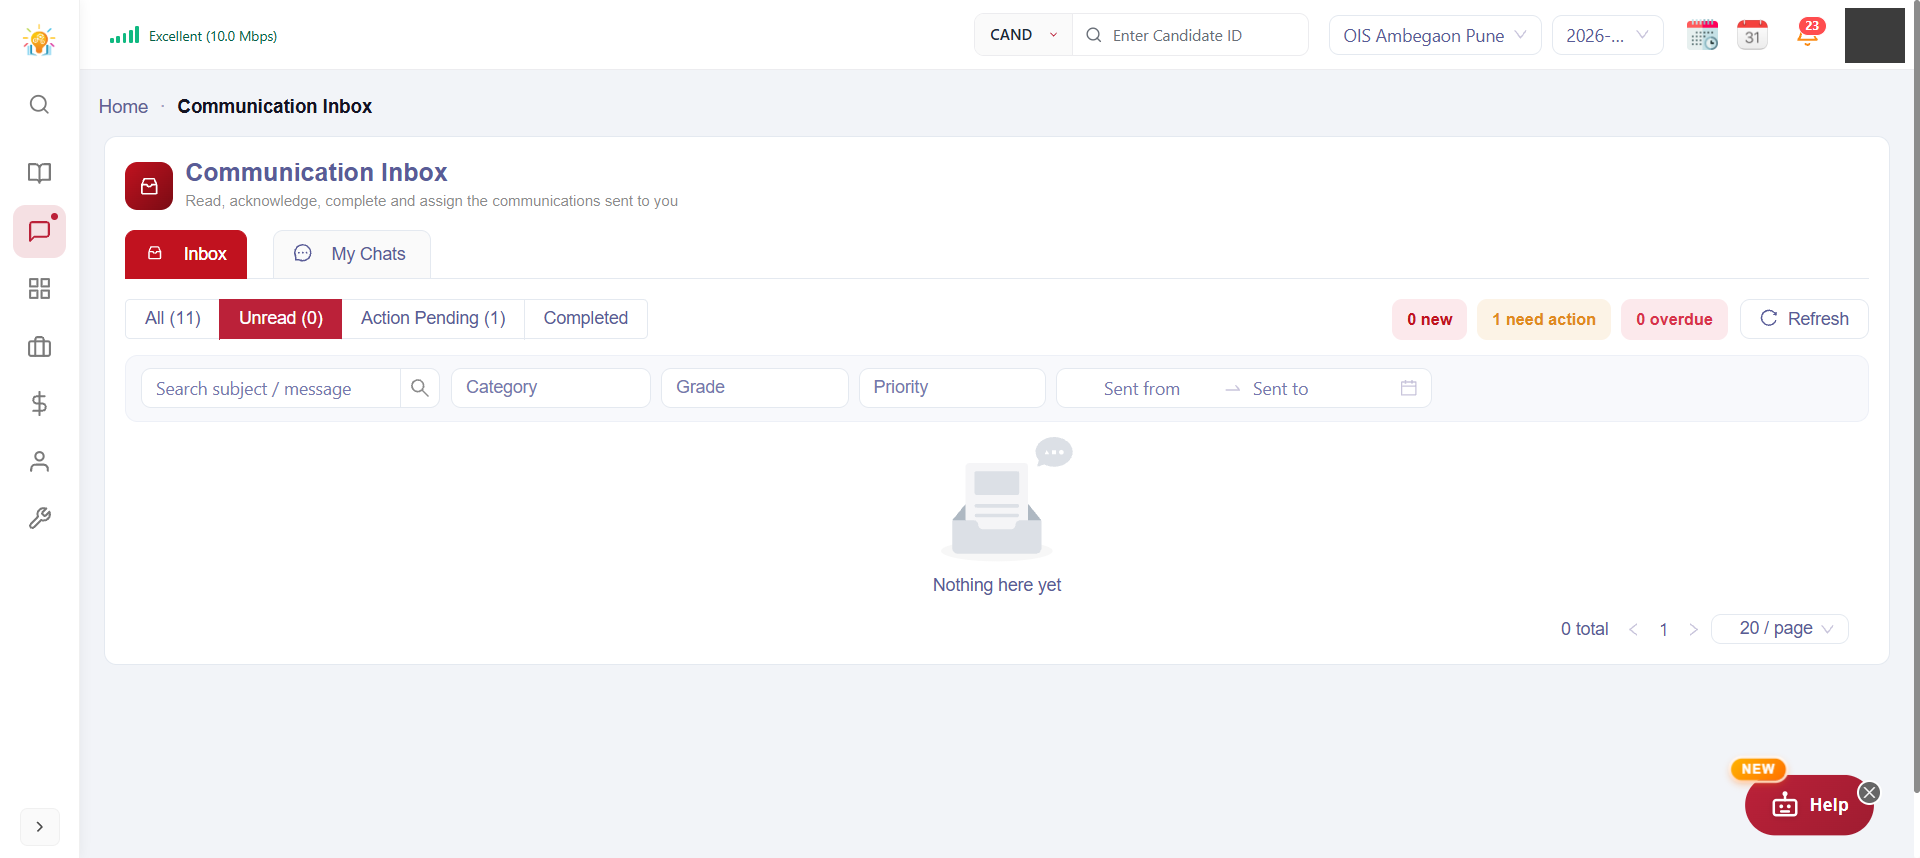 Excellent (10.0 Mbps)
CAND
Enter Candidate ID
OIS Ambegaon Pune
2026-...
31
23
Home · Communication Inbox
Communication Inbox
Read, acknowledge, complete and assign the communications sent to you
Inbox
My Chats
All (11)
Unread (0)
Action Pending (1)
Completed
0 new
1 need action
0 overdue
Refresh
Search subject / message
Category
Grade
Priority
Sent from
Sent to
Nothing here yet
0 total
1
20 / page
NEW
Help